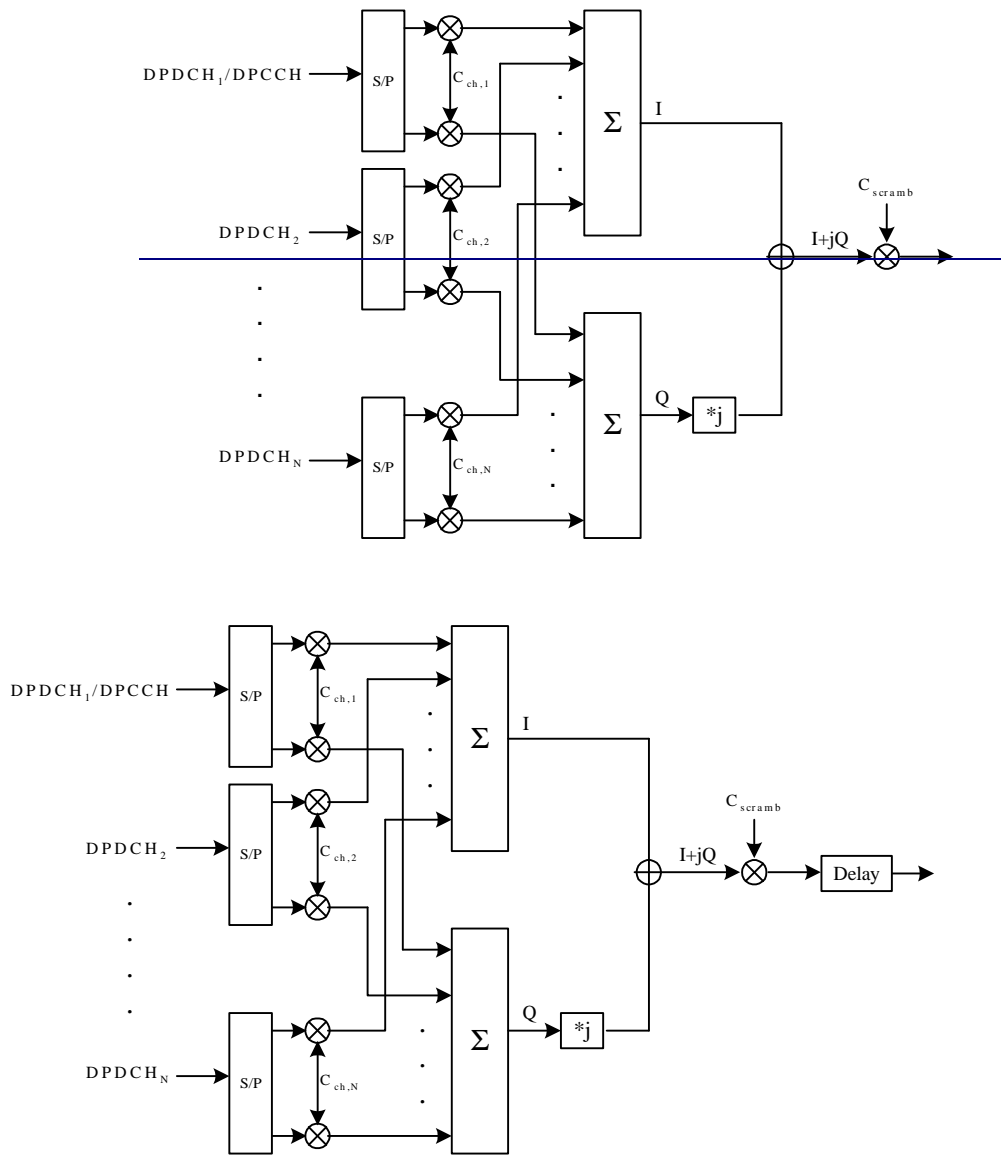 DPDCH1/DPCCH
S/P
Cch,1
Σ
I
DPDCH2
S/P
Cch,2
Cscramb
I+jQ
Σ
Q
*j
DPDCHN
S/P
Cch,N
DPDCH1/DPCCH
S/P
Cch,1
Σ
I
DPDCH2
S/P
Cch,2
Cscramb
I+jQ
Delay
Σ
Q
*j
DPDCHN
S/P
Cch,N